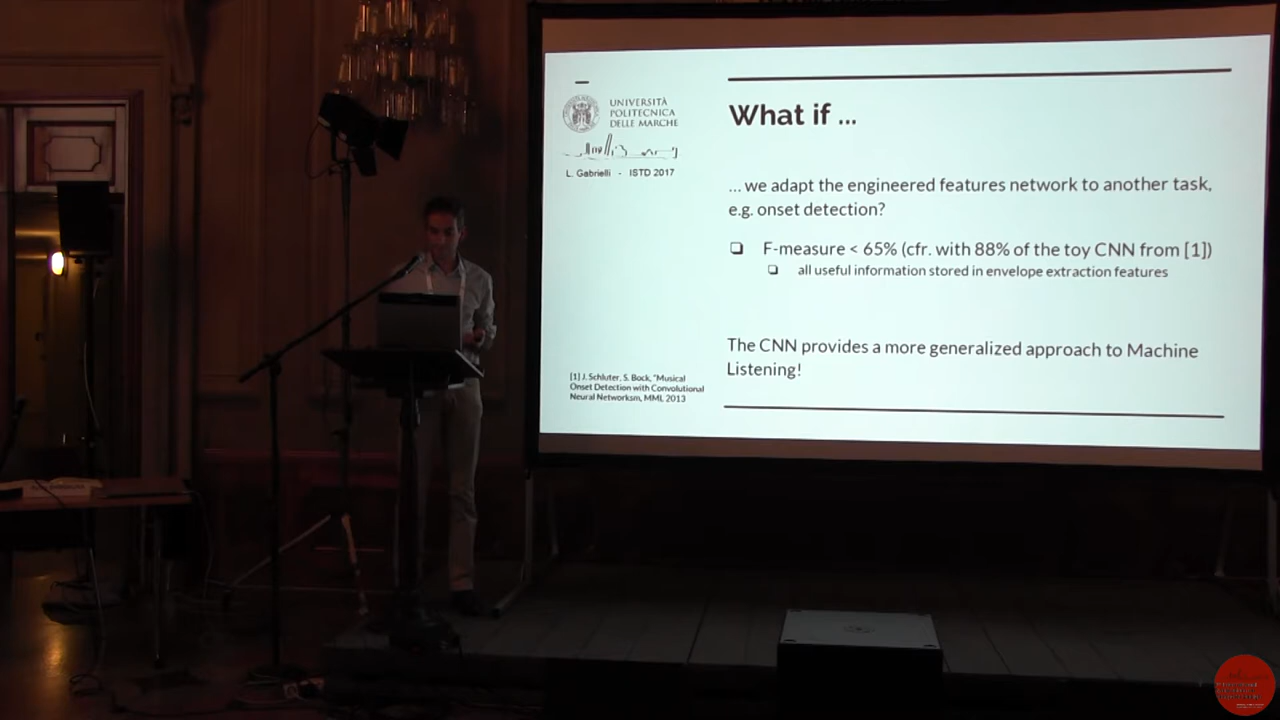 UNIVERSITÀ
POLITECNICA
DELLE MARCHE
L. Gabrielli - ISTD 2017
What if ...
... we adapt the engineered features network to another task,
e.g. onset detection?
F-measure < 65% (cfr. with 88% of the toy CNN from [1])
all useful information stored in envelope extraction features
The CNN provides a more generalized approach to Machine
Listening!
[1] J. Schluter, S. Bock, "Musical
Onset Detection with Convolutional
Neural Networksm, MML 2013